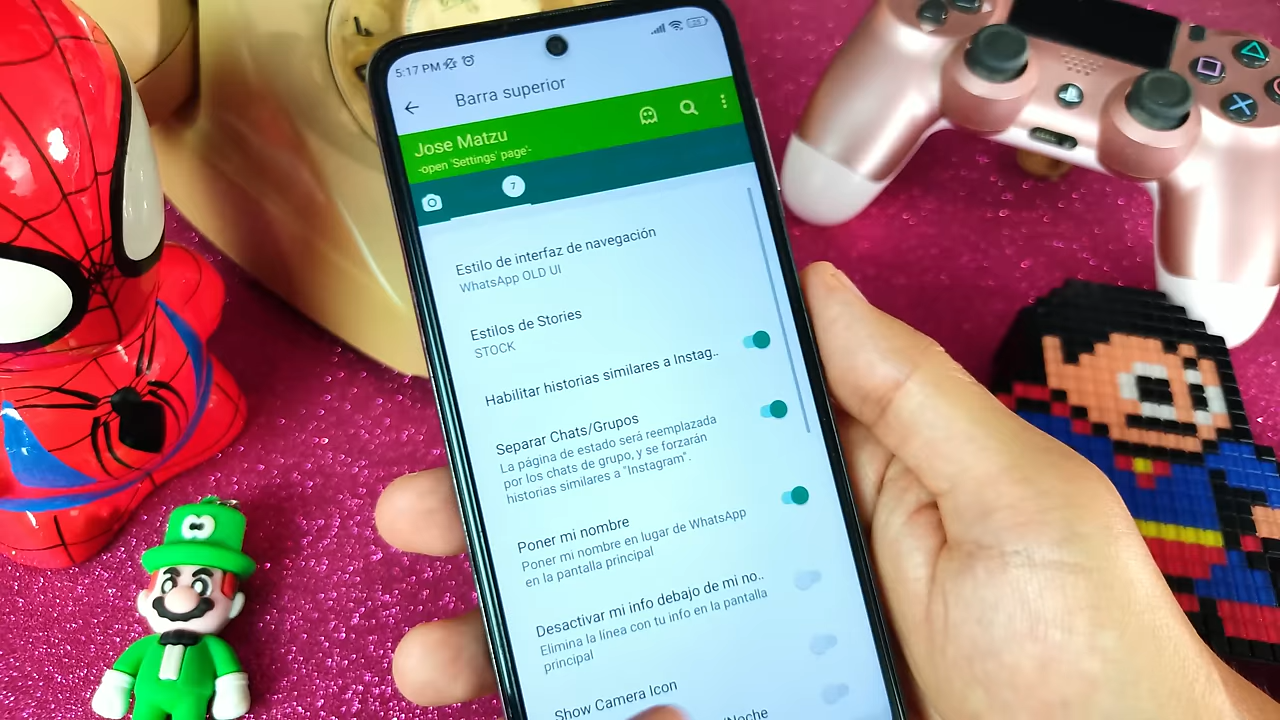 5:17 PM
Barra superior
Jose Matzu
-open 'Settings' page'-
7
Estilo de interfaz de navegación
WhatsApp OLD UI
Estilos de Stories
STOCK
Habilitar historias similares a Instag..
Separar Chats/Grupos
La página de estado será reemplazada
por los chats de grupo, y se forzarán
historias similares a "Instagram".
Poner mi nombre
Poner mi nombre en lugar de WhatsApp
en la pantalla principal
Desactivar mi info debajo de mi no..
Elimina la línea con tu info en la pantalla
principal
Show Camera Icon
/Noche